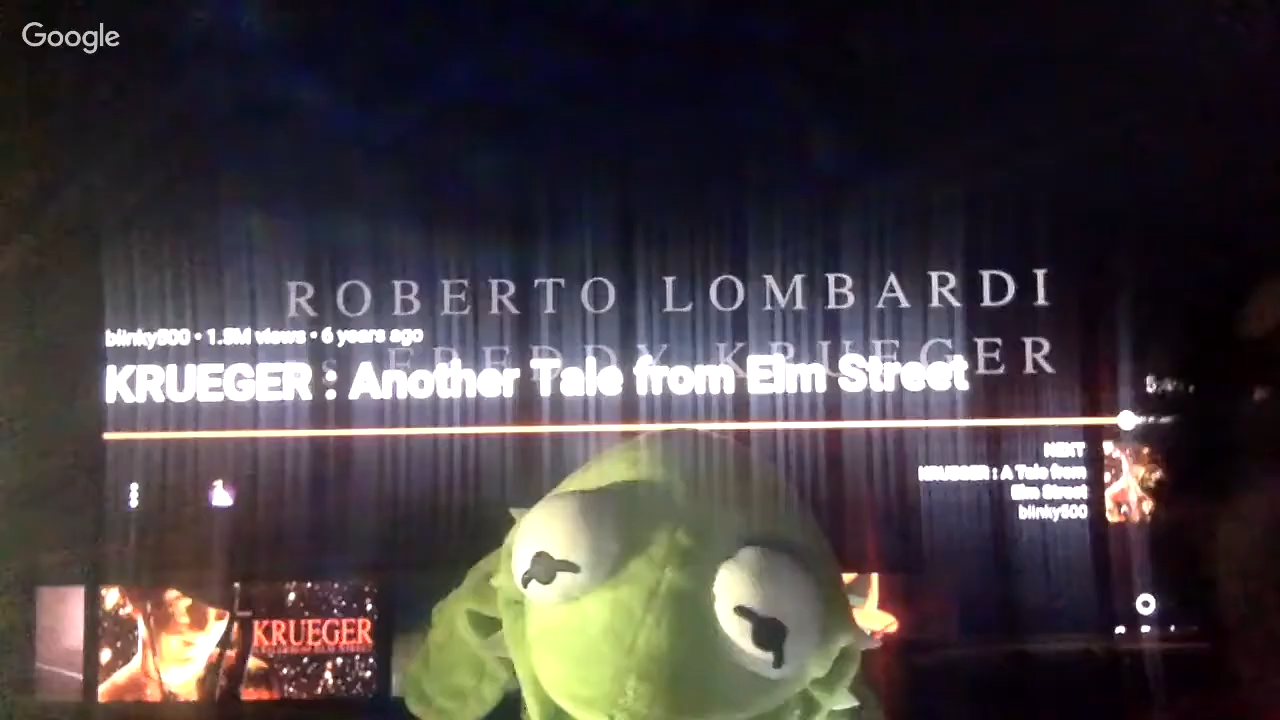 Google
ROBERTO LOMBARDI
blinky500 • 1.5M views • 6 years ago
FREDDY KRUEGER
KRUEGER : Another Tale from Elm Street
NEXT
KRUEGER : A Tale from
Elm Street
blinky500
KRUEGER